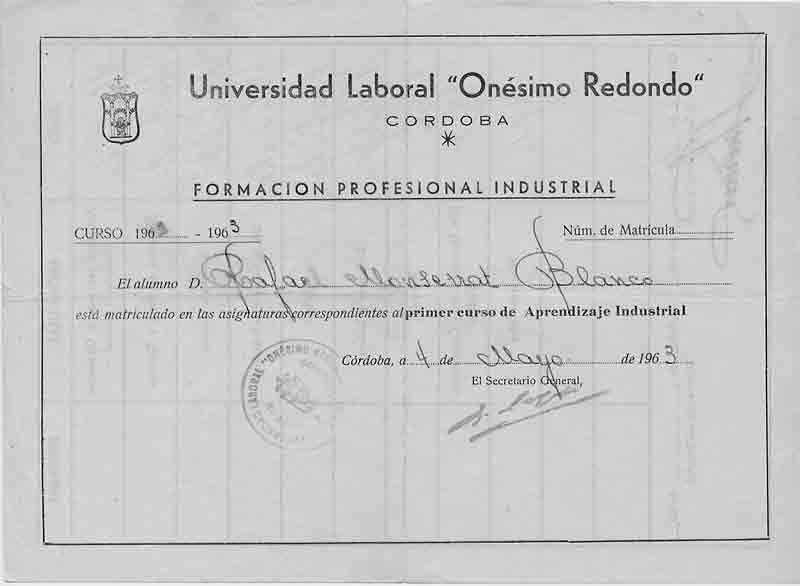 Universidad Laboral "Onésimo Redondo"
CORDOBA
FORMACION PROFESIONAL INDUSTRIAL
CURSO 1962 - 1963
Núm. de Matrícula
El alumno D. Rafael Monserrat Blanco
está matriculado en las asignaturas correspondientes al primer curso de Aprendizaje Industrial
Córdoba, a 4 de Mayo de 1963
El Secretario General,
LABORAL "ONÉSIMO